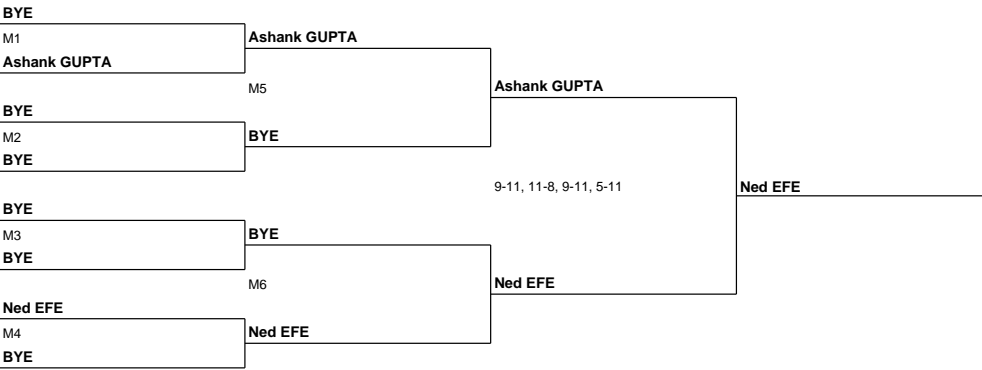 BYE
M1
Ashank GUPTA
Ashank GUPTA
M5
Ashank GUPTA
BYE
M2
BYE
BYE
9-11, 11-8, 9-11, 5-11
Ned EFE
BYE
M3
BYE
BYE
M6
Ned EFE
Ned EFE
M4
Ned EFE
BYE